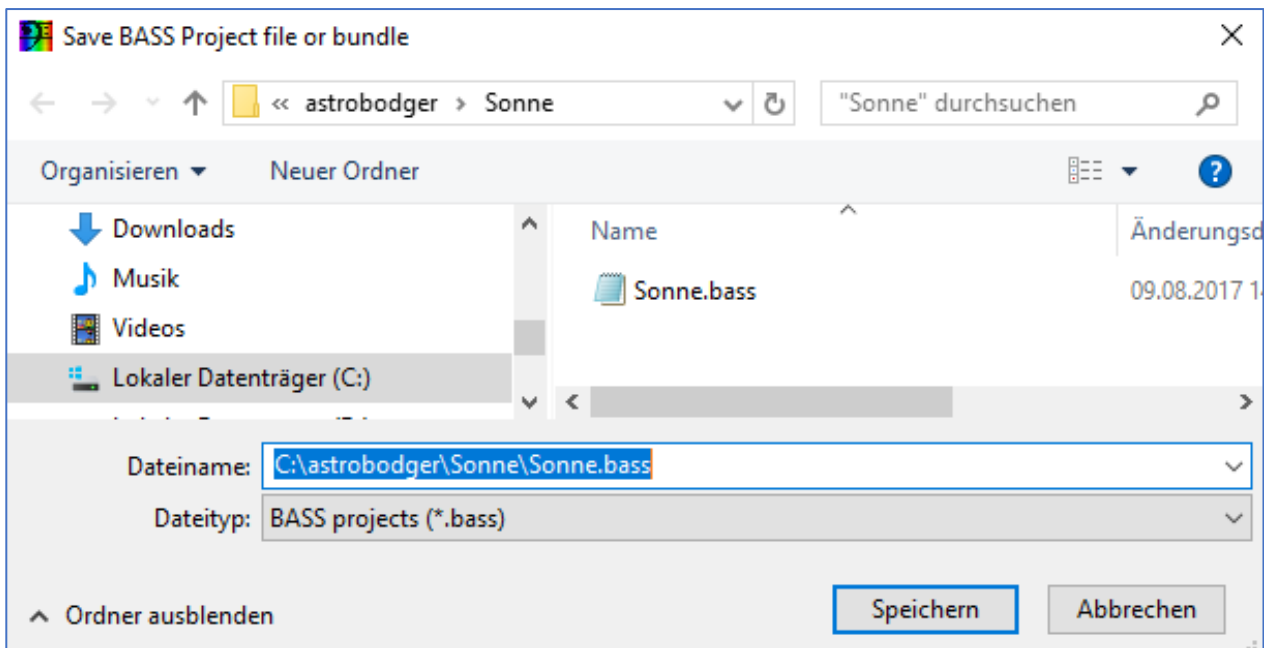 Save BASS Project file or bundle
« astrobodger > Sonne
"Sonne" durchsuchen
Organisieren
Neuer Ordner
Downloads
Musik
Videos
Lokaler Datenträger (C:)
Name
Änderungsd
Sonne.bass
09.08.2017 1
Dateiname: C:\astrobodger\Sonne\Sonne.bass
Dateityp: BASS projects (*.bass)
Ordner ausblenden
Speichern
Abbrechen